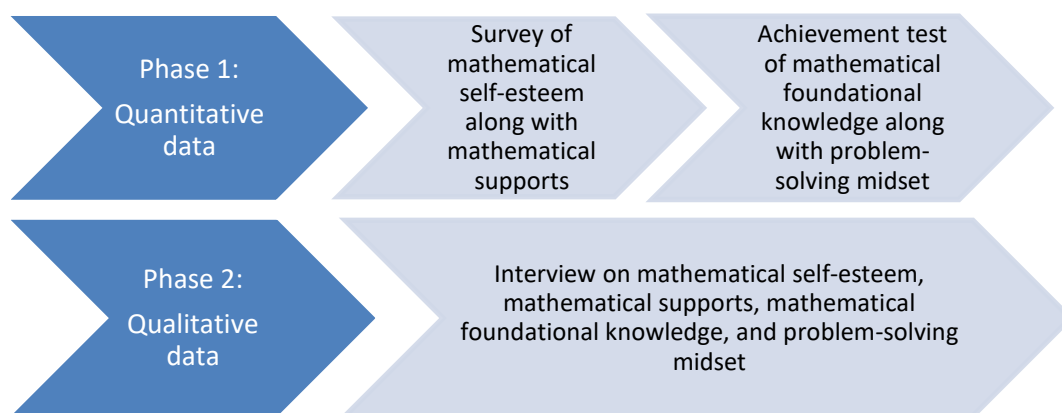 Phase 1:
Quantitative
data
Survey of
mathematical
self-esteem
along with
mathematical
supports
Achievement test
of mathematical
foundational
knowledge along
with problem-
solving midset
Phase 2:
Qualitative
data
Interview on mathematical self-esteem,
mathematical supports, mathematical
foundational knowledge, and problem-solving
midset